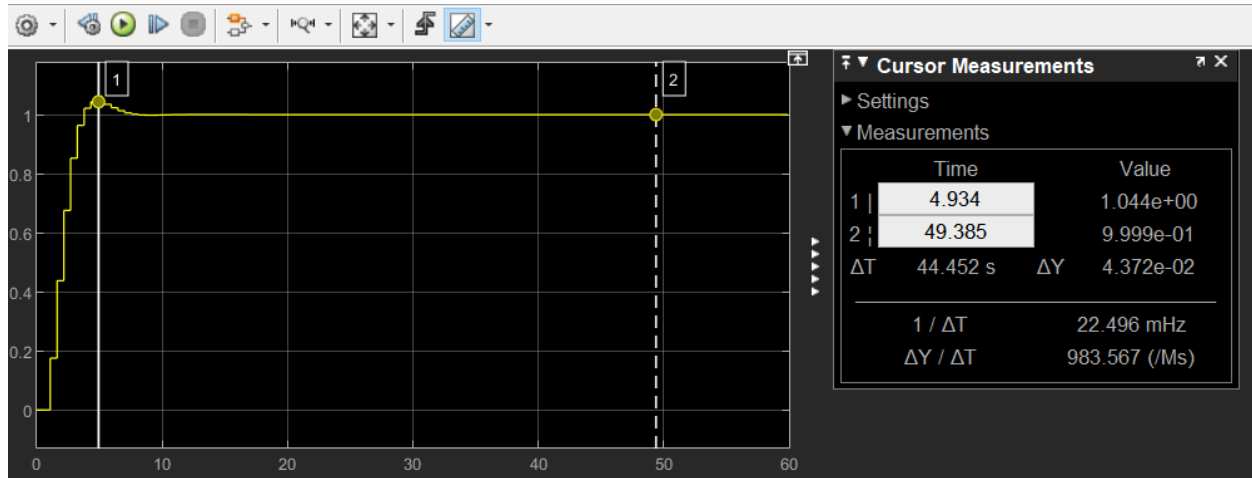 1
2
1
0.8
0.6
0.4
0.2
0
0 10 20 30 40 50 60
Cursor Measurements
Settings
Measurements
Time Value
1 | 4.934 1.044e+00
2 ¦ 49.385 9.999e-01
ΔT 44.452 s ΔY 4.372e-02
1 / ΔT 22.496 mHz
ΔY / ΔT 983.567 (/Ms)